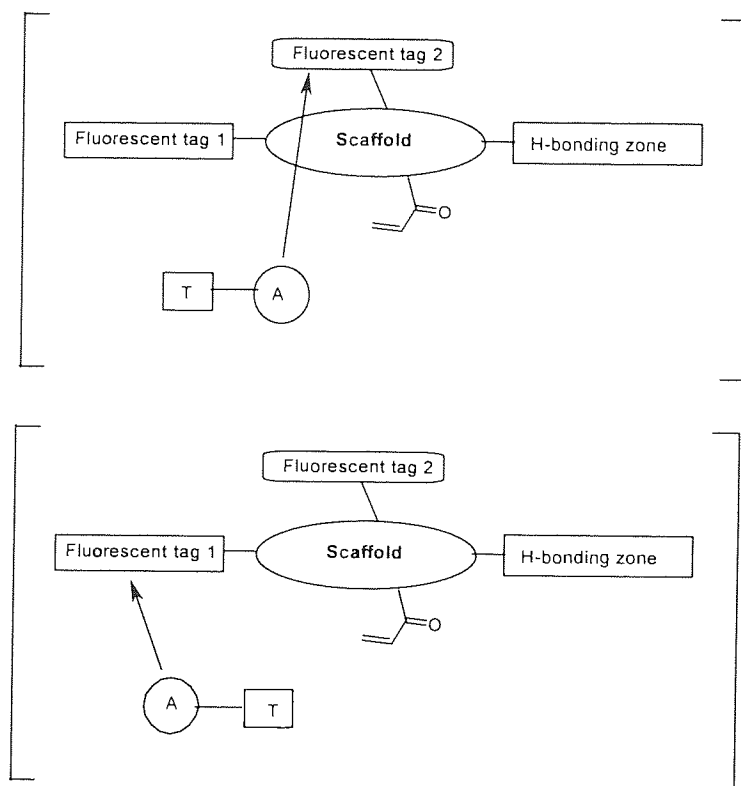 Fluorescent tag 2
Fluorescent tag 1
Scaffold
H-bonding zone
O
T
A
Fluorescent tag 2
Fluorescent tag 1
Scaffold
H-bonding zone
O
A
T